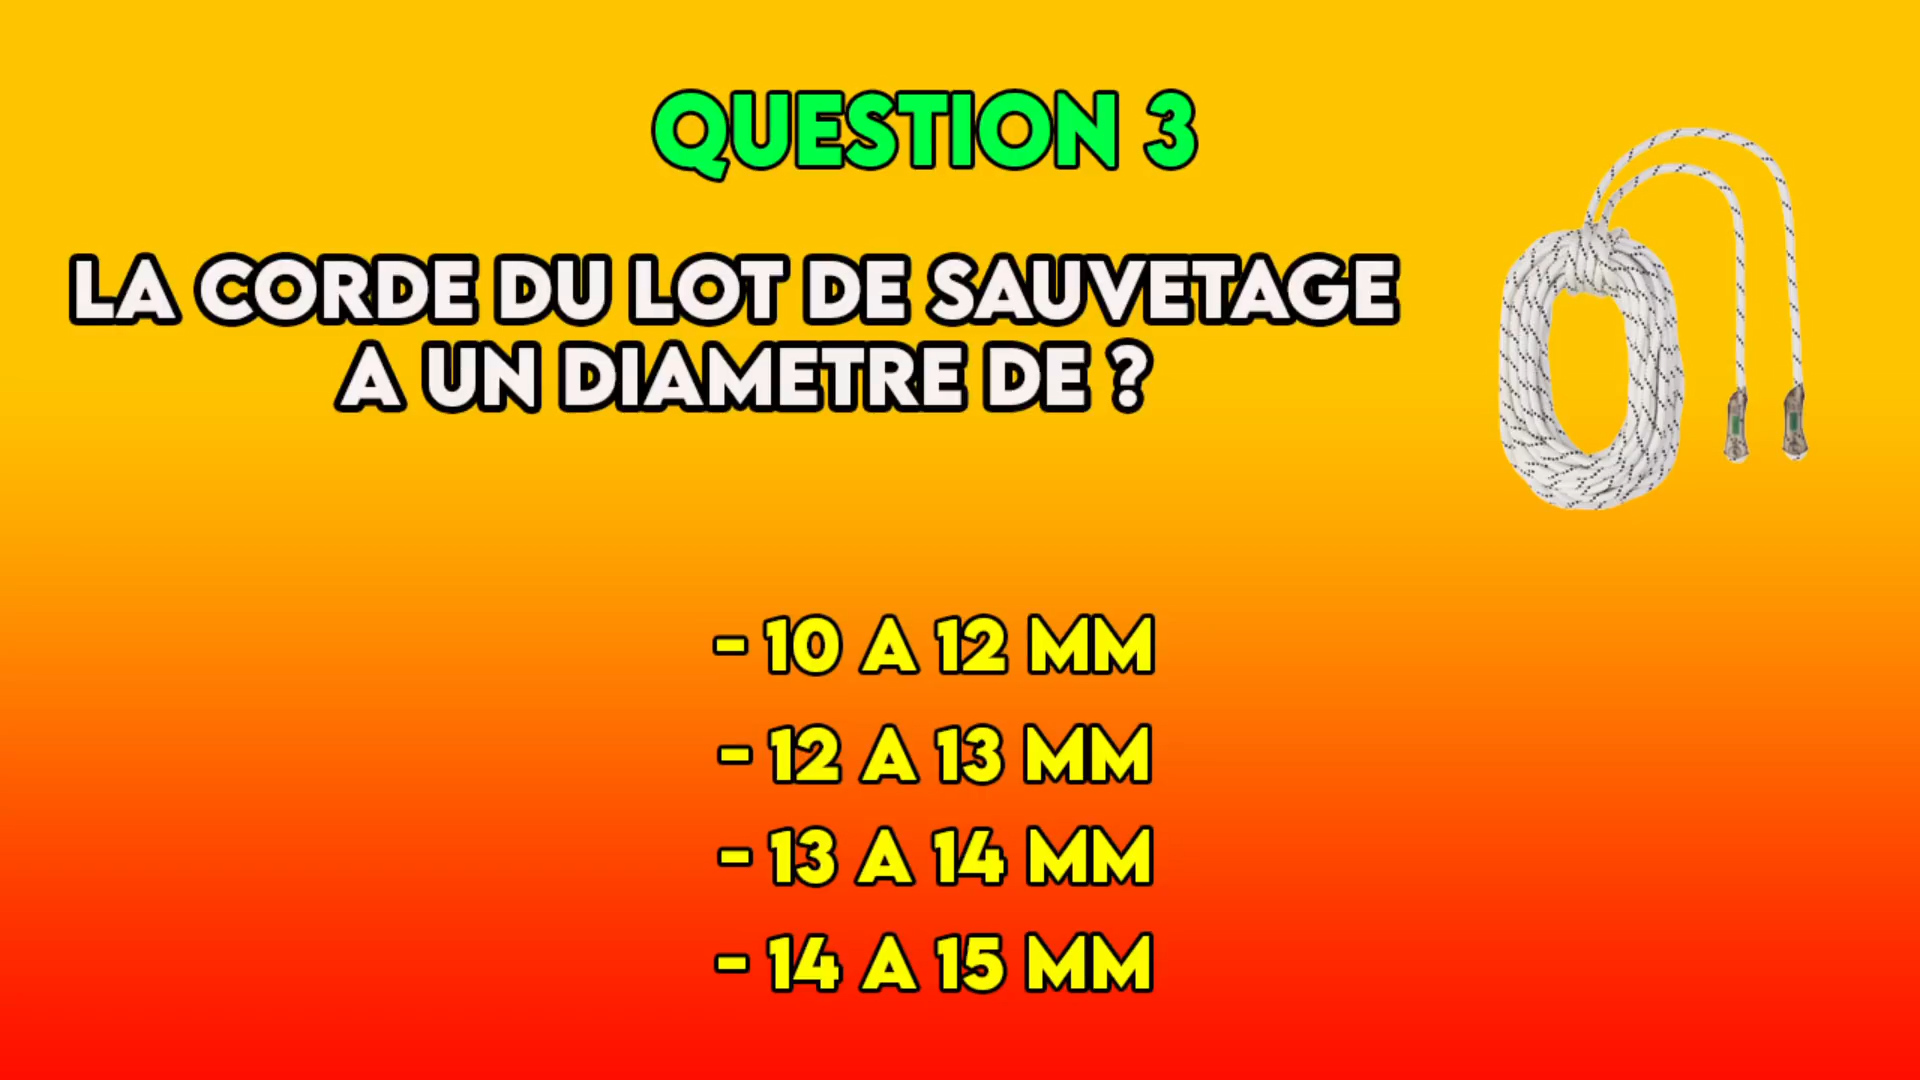 QUESTION 3
LA CORDE DU LOT DE SAUVETAGE
A UN DIAMETRE DE ?
- 10 A 12 MM
- 12 A 13 MM
- 13 A 14 MM
- 14 A 15 MM